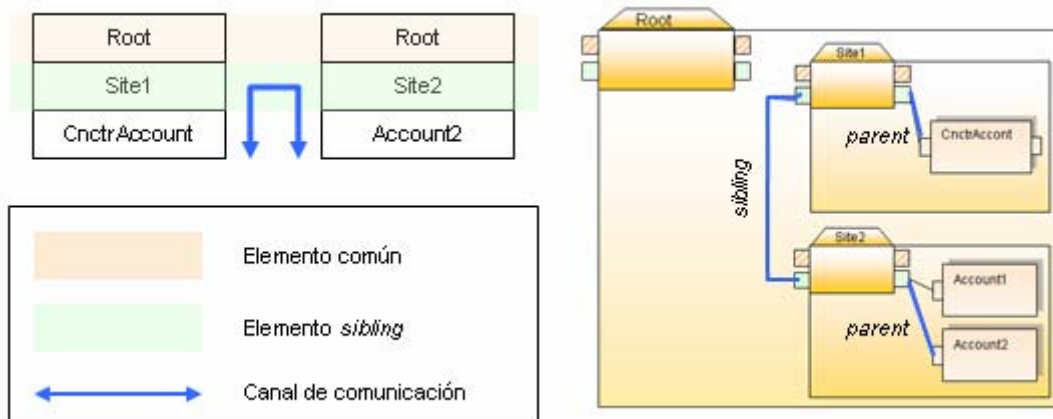 Root
Site1
CnctrAccount
Root
Site2
Account2
Elemento común
Elemento sibling
Canal de comunicación
Root
Site1
parent
CnctrAccont
sibling
Site2
parent
Account1
Account2